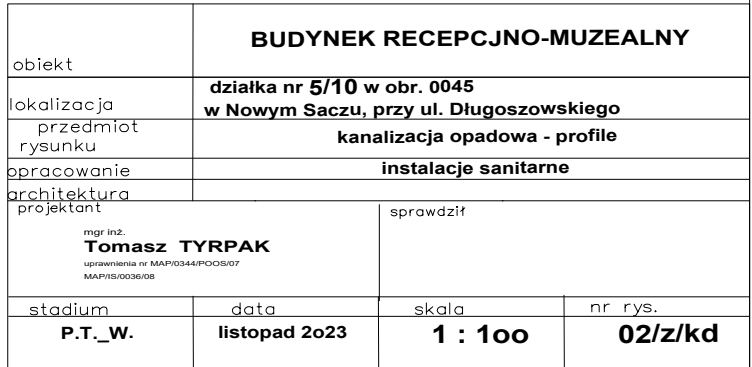 obiekt
BUDYNEK RECEPCJNO-MUZEALNY
lokalizacja
działka nr 5/10 w obr. 0045
w Nowym Saczu, przy ul. Długoszowskiego
przedmiot
rysunku
kanalizacja opadowa - profile
opracowanie
instalacje sanitarne
architektura
projektant
mgr inż.
Tomasz TYRPAK
uprawnienia nr MAP/0344/POOS/07
MAP/IS/0036/08
sprawdził
stadium
data
skala
nr rys.
P.T._W.
listopad 2o23
1 : 1oo
02/z/kd